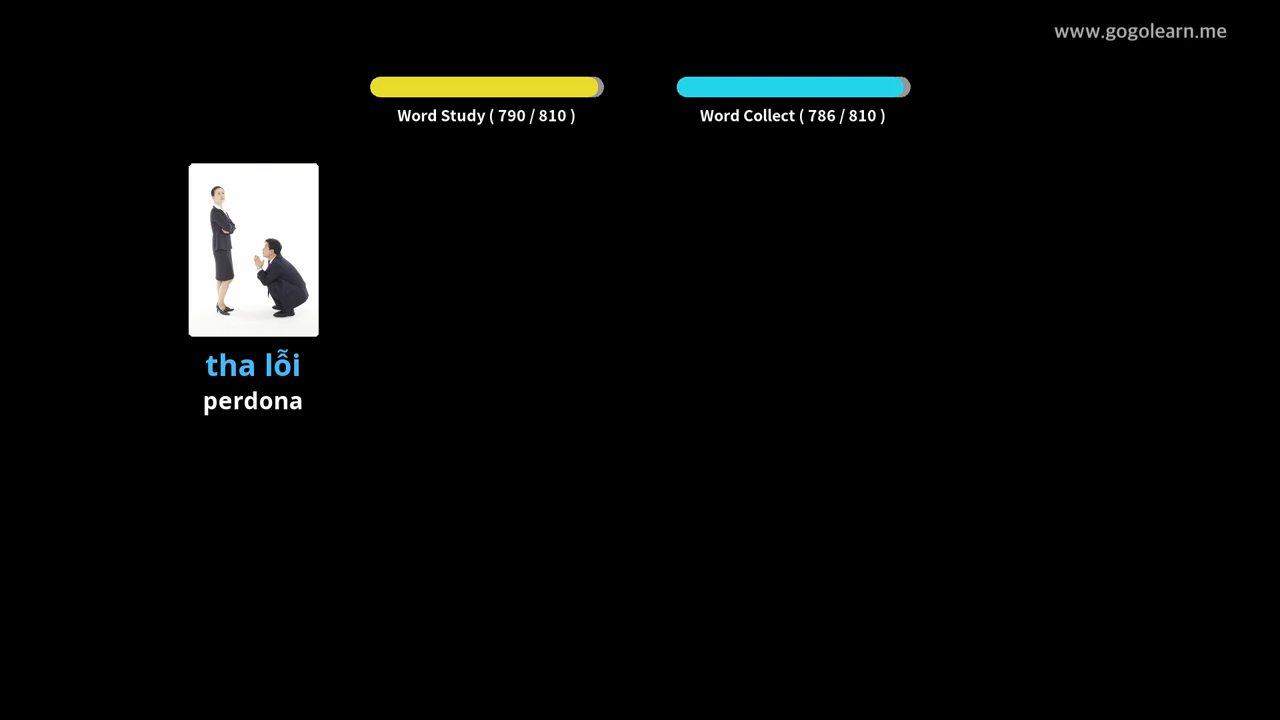 www.gogolearn.me
Word Study ( 790 / 810 )
Word Collect ( 786 / 810 )
tha lỗi
perdona